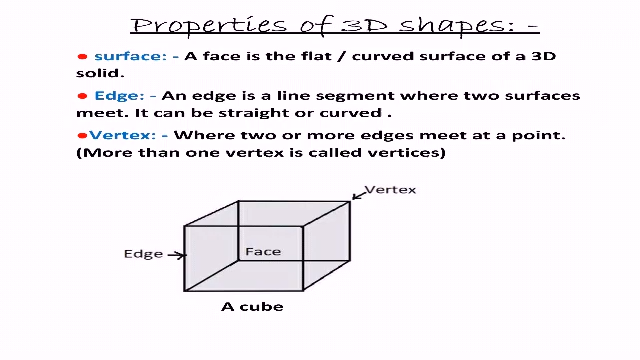 Properties of 3D shapes: -
• surface: - A face is the flat / curved surface of a 3D
solid.
• Edge: - An edge is a line segment where two surfaces
meet. It can be straight or curved .
•Vertex: - Where two or more edges meet at a point.
(More than one vertex is called vertices)
Vertex
Edge
Face
A cube